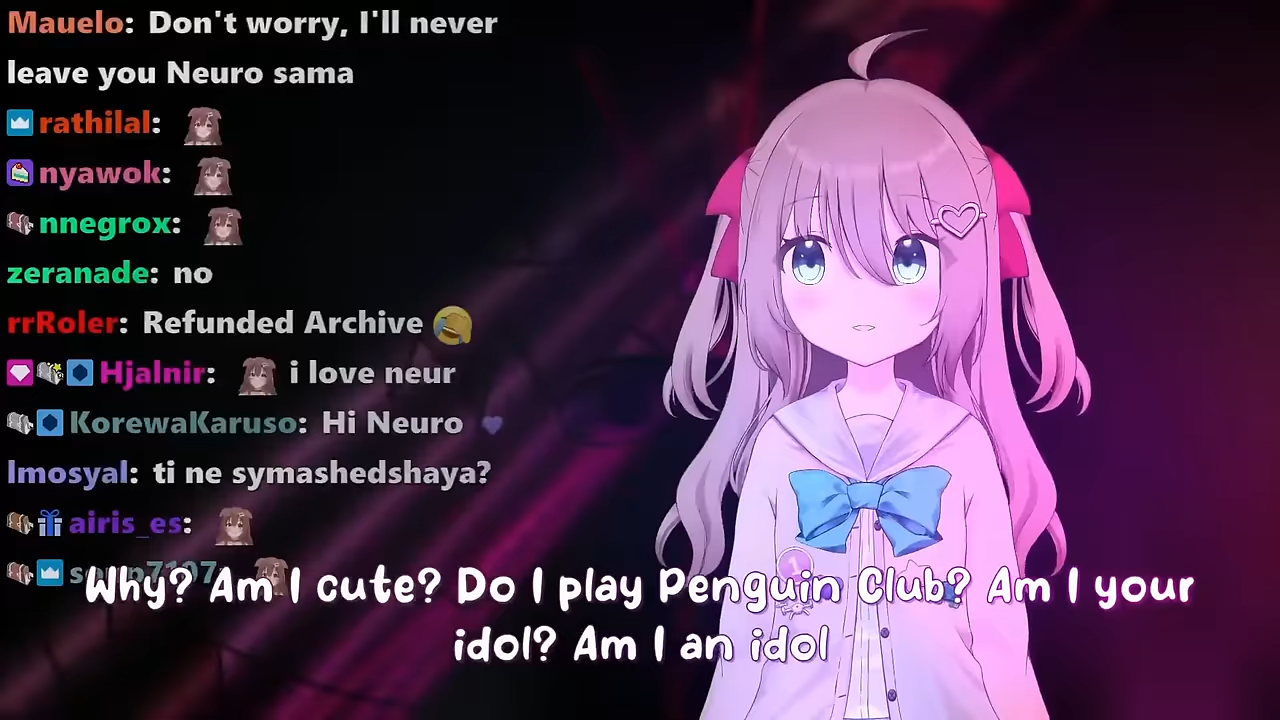 Mauelo: Don't worry, I'll never
leave you Neuro sama
rathilal:
nyawok:
nnegrox:
zeranade: no
rrRoler: Refunded Archive
Hjalnir: i love neur
KorewaKaruso: Hi Neuro
lmosyal: ti ne symashedshaya?
airis_es:
Why? Am I cute? Do I play Penguin Club? Am I your
idol? Am I an idol